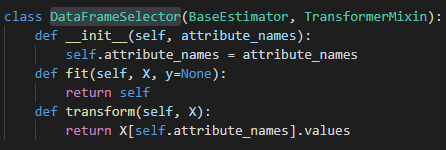 class DataFrameSelector(BaseEstimator, TransformerMixin):
    def __init__(self, attribute_names):
        self.attribute_names = attribute_names
    def fit(self, X, y=None):
        return self
    def transform(self, X):
        return X[self.attribute_names].values